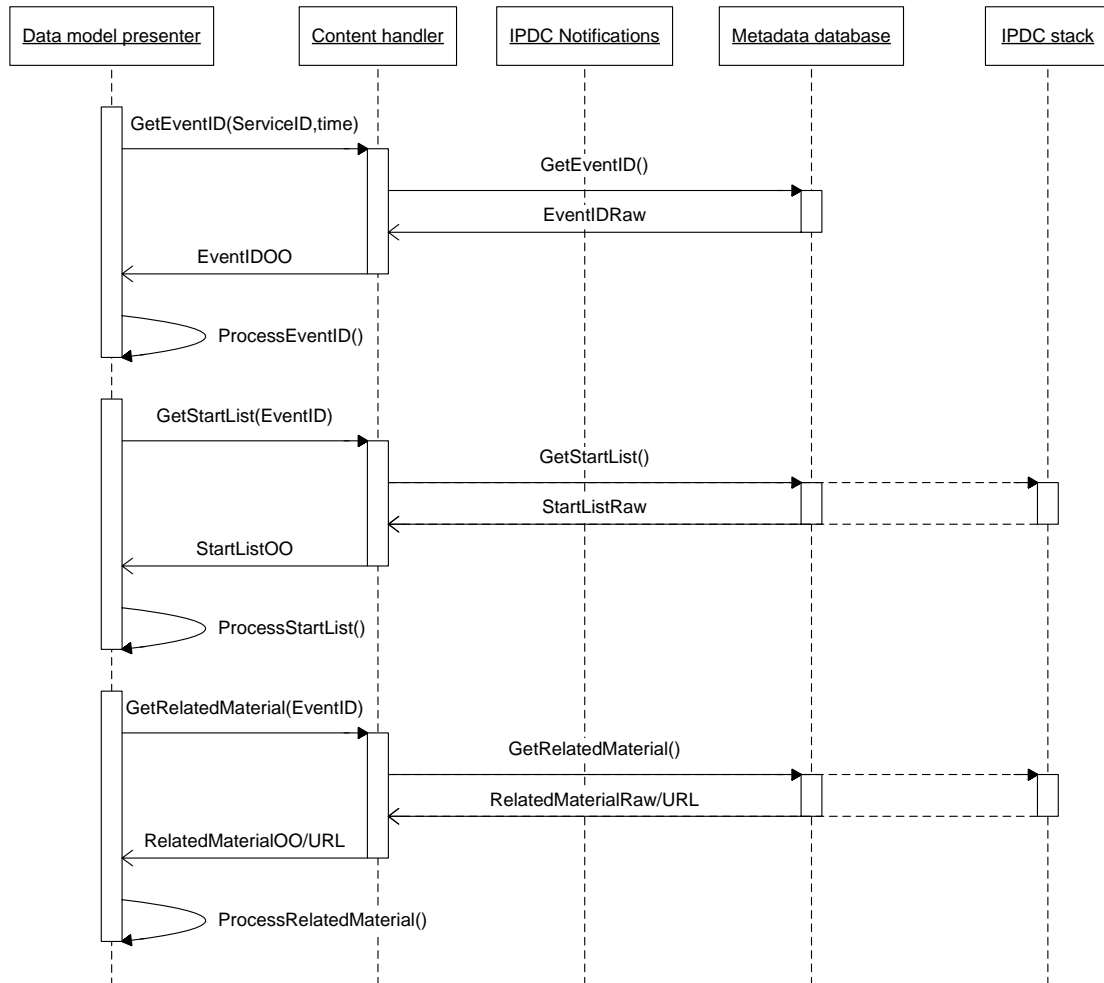 Data model presenter
Content handler
IPDC Notifications
Metadata database
IPDC stack
GetEventID(ServiceID,time)
GetEventID()
EventIDRaw
EventIDOO
ProcessEventID()
GetStartList(EventID)
GetStartList()
StartListRaw
StartListOO
ProcessStartList()
GetRelatedMaterial(EventID)
GetRelatedMaterial()
RelatedMaterialRaw/URL
RelatedMaterialOO/URL
ProcessRelatedMaterial()